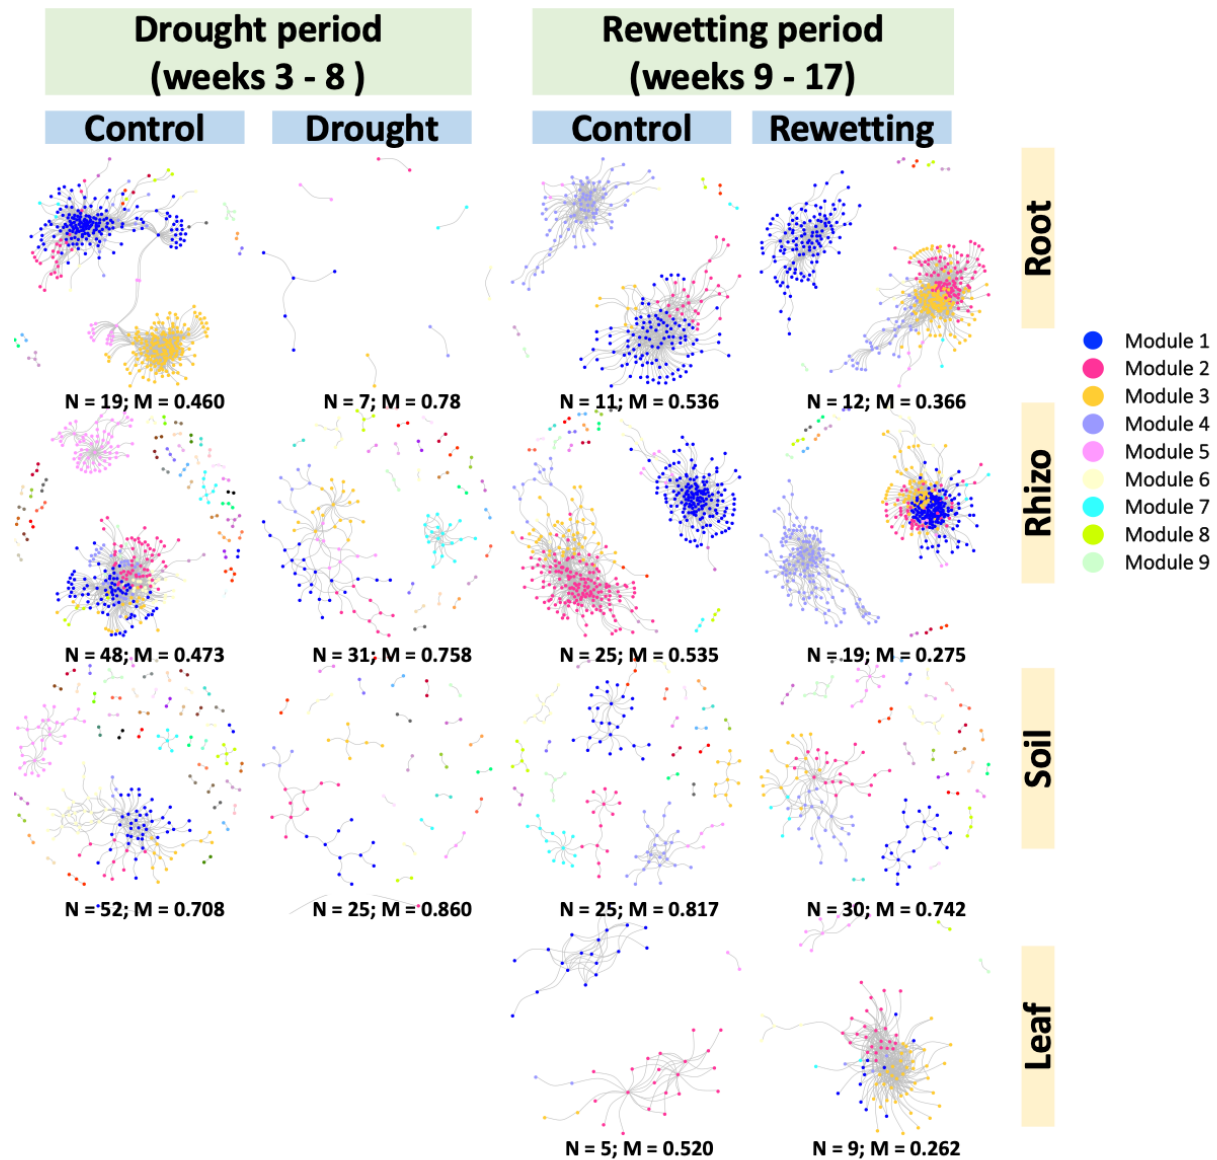 Drought period
(weeks 3 - 8 )
Rewetting period
(weeks 9 - 17)
Control
Drought
Control
Rewetting
Root
N = 19; M = 0.460
N = 7; M = 0.78
N = 11; M = 0.536
N = 12; M = 0.366
Rhizo
N = 48; M = 0.473
N = 31; M = 0.758
N = 25; M = 0.535
N = 19; M = 0.275
Soil
N = 52; M = 0.708
N = 25; M = 0.860
N = 25; M = 0.817
N = 30; M = 0.742
Leaf
N = 5; M = 0.520
N = 9; M = 0.262
Module 1
Module 2
Module 3
Module 4
Module 5
Module 6
Module 7
Module 8
Module 9